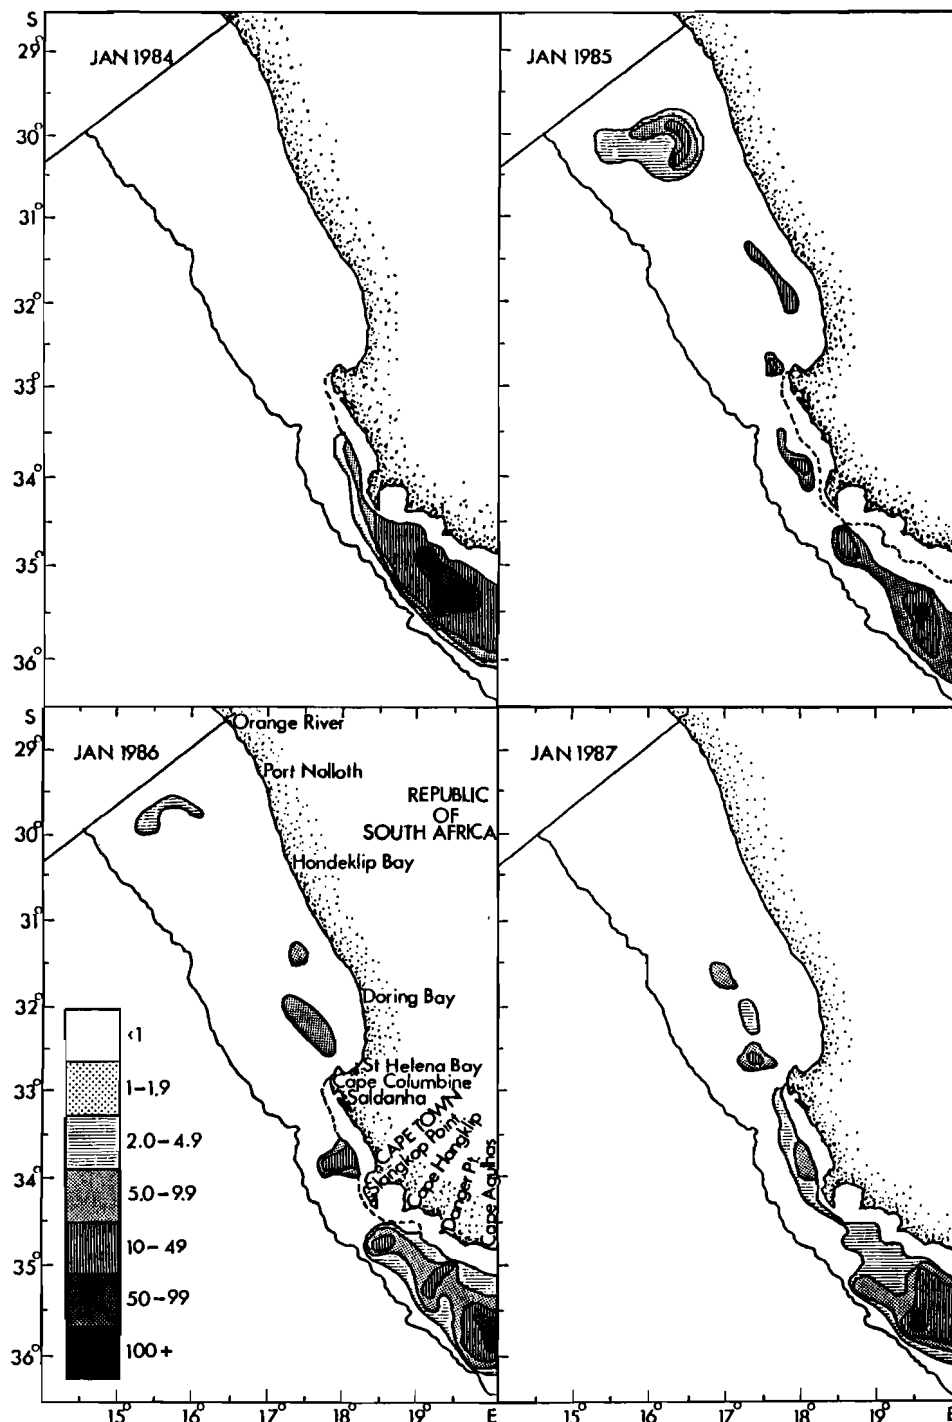 S
29°
30°
31°
32°
33°
34°
35°
36°
JAN 1984
JAN 1985
S
29°
30°
31°
32°
33°
34°
35°
36°
JAN 1986
Orange River
Port Nolloth
REPUBLIC
OF
SOUTH AFRICA
Hondeklip Bay
Doring Bay
St Helena Bay
Cape Columbine
Saldanha
CAPE TOWN
Slangkop Point
Cape Hangklip
Danger Pt.
Cape Agulhas
<1
1–1.9
2.0–4.9
5.0–9.9
10–49
50–99
100+
15° 16° 17° 18° 19° E
JAN 1987
15° 16° 17° 18° 19° E